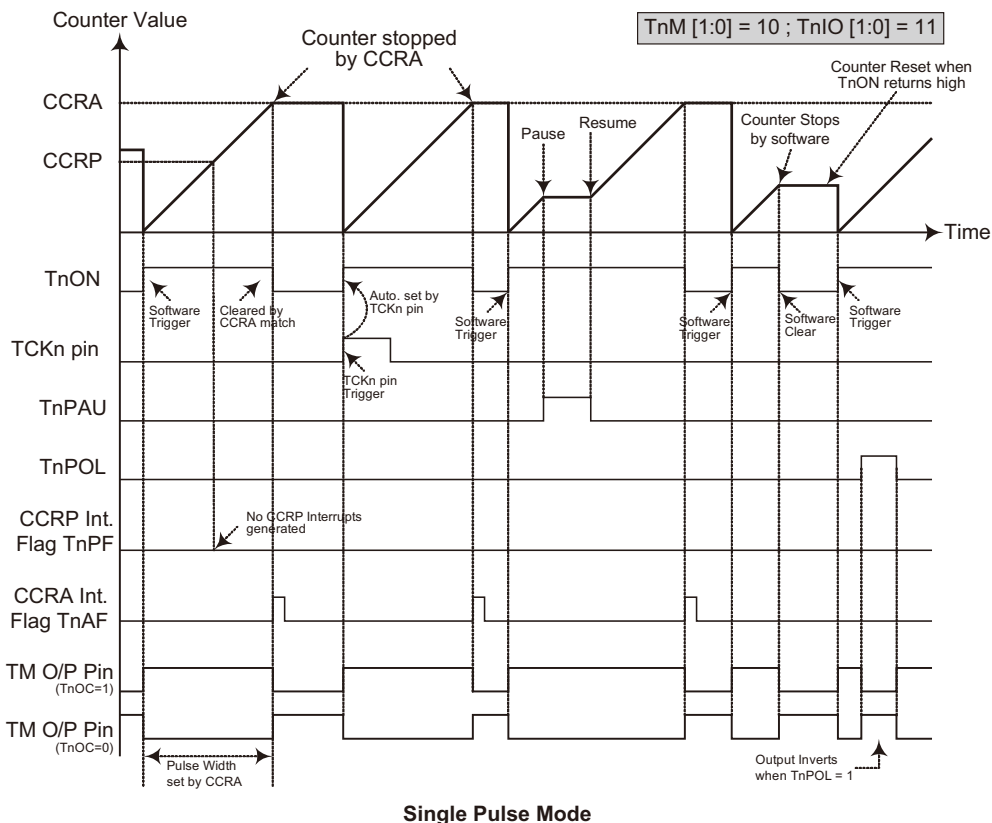 Counter Value
TnM [1:0] = 10 ; TnIO [1:0] = 11
Counter stopped
by CCRA
Counter Reset when
TnON returns high
CCRA
Pause
Resume
Counter Stops
by software
CCRP
Time
TnON
Software
Trigger
Cleared by
CCRA match
Auto. set by
TCKn pin
Software
Trigger
Software
Trigger
Software
Clear
Software
Trigger
TCKn pin
TCKn pin
Trigger
TnPAU
TnPOL
CCRP Int.
Flag TnPF
No CCRP Interrupts
generated
CCRA Int.
Flag TnAF
TM O/P Pin
(TnOC=1)
TM O/P Pin
(TnOC=0)
Pulse Width
set by CCRA
Output Inverts
when TnPOL = 1
Single Pulse Mode